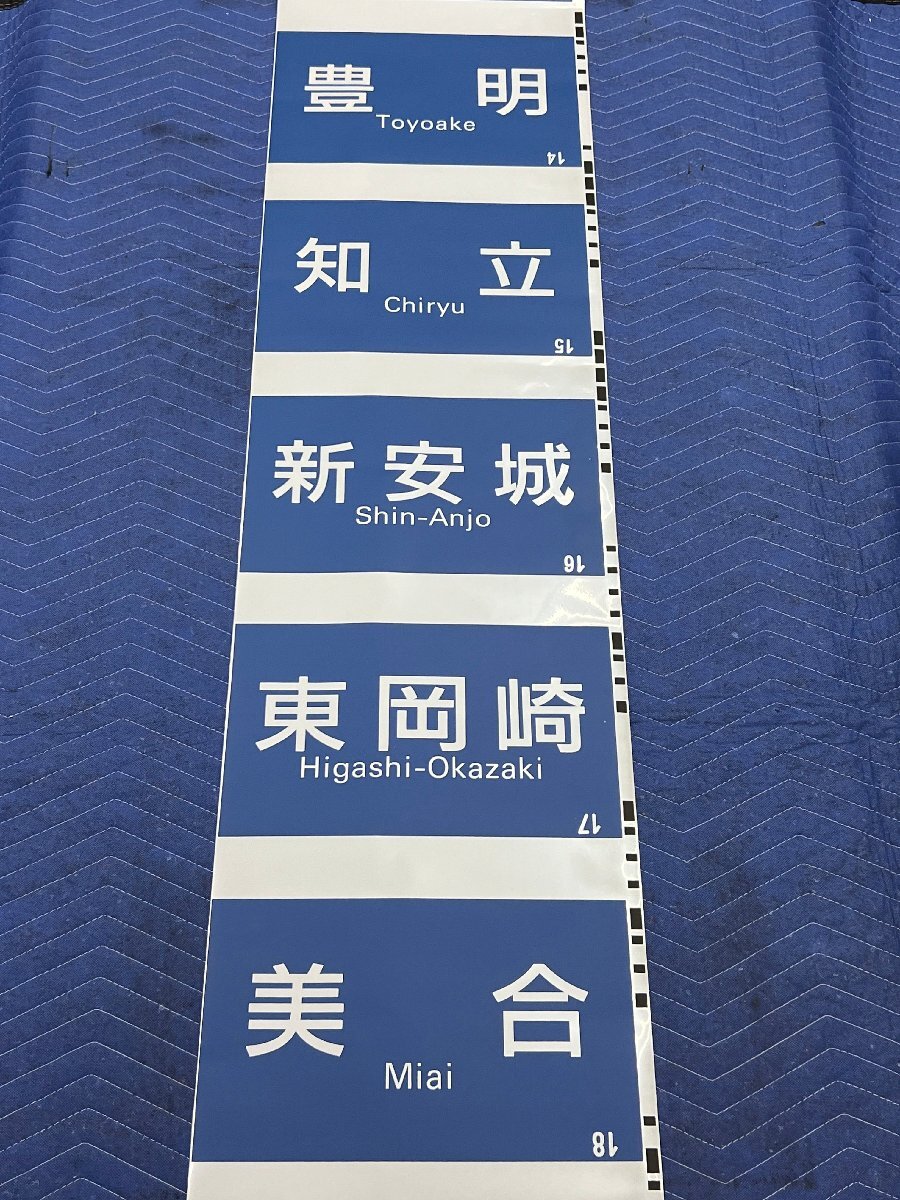 豊明
Toyoake
14
知立
Chiryu
15
新安城
Shin-Anjo
16
東岡崎
Higashi-Okazaki
17
美合
Miai
18